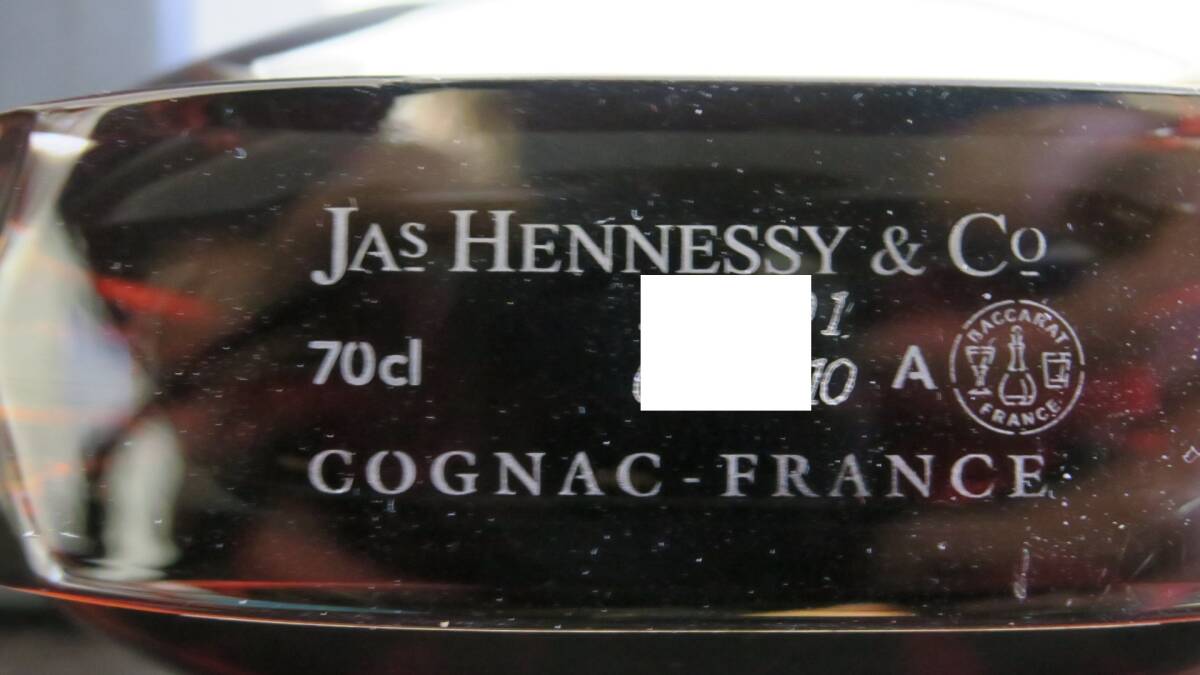 JAS HENNESSY & Co
70cl
A
BACCARAT
FRANCE
COGNAC - FRANCE